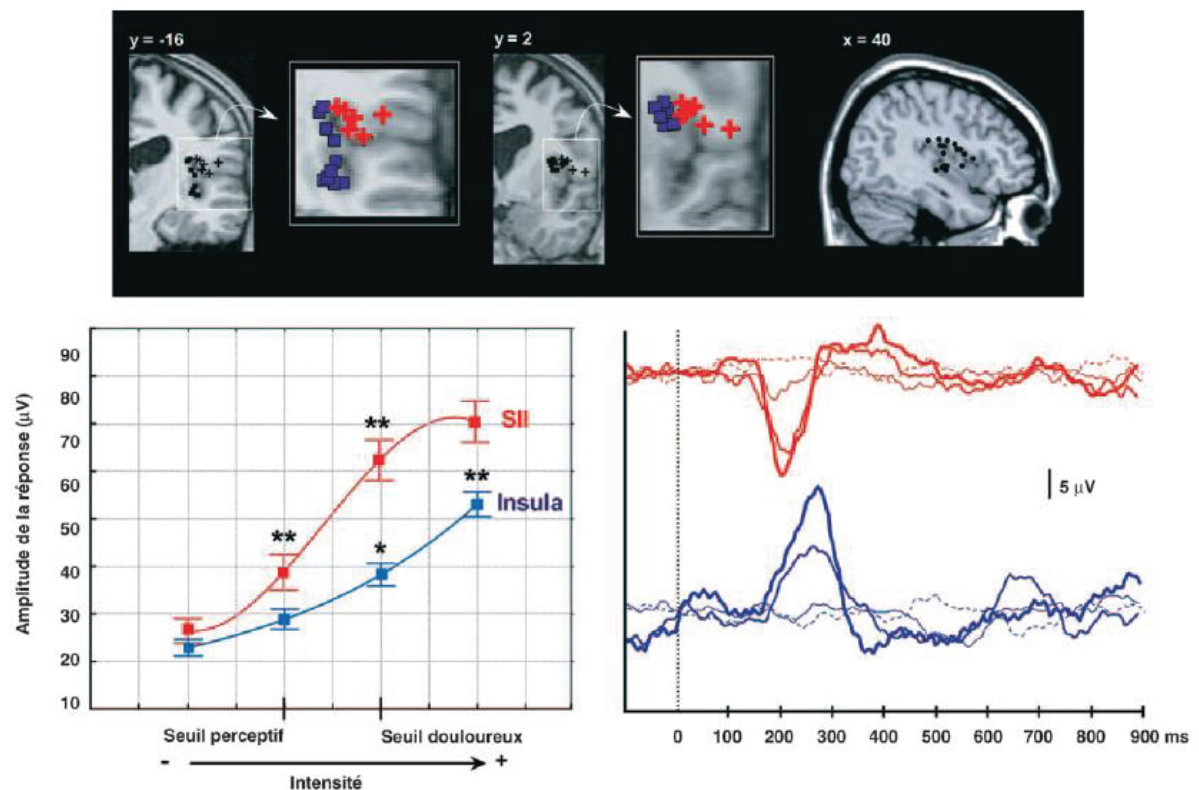 y = -16
y = 2
x = 40
Amplitude de la réponse (µV)
90
80
70
60
50
40
30
20
10
**
**
**
*
SII
Insula
Seuil perceptif
Seuil douloureux
-
+
Intensité
5 µV
0 100 200 300 400 500 600 700 800 900 ms